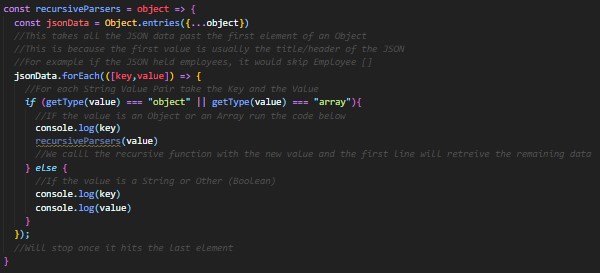 const recursiveParsers = object => {
const jsonData = Object.entries({...object})
//This takes all the JSON data past the first element of an Object
//This is because the first value is usually the title/header of the JSON
//For example if the JSON held employees, it would skip Employee []
jsonData.forEach(([key,value]) => {
//For each String Value Pair take the Key and the Value
if (getType(value) === "object" || getType(value) === "array"){
//If the value is an Object or an Array run the code below
console.log(key)
recursiveParsers(value)
//We calll the recursive function with the new value and the first line will retreive the remaining data
} else {
//If the value is a String or Other (Boolean)
console.log(key)
console.log(value)
}
});
//Will stop once it hits the last element
}